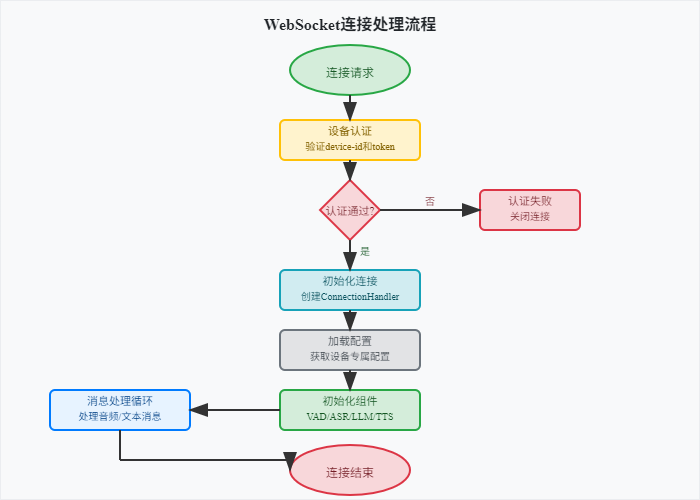 WebSocket连接处理流程
连接请求
设备认证
验证device-id和token
认证通过?
否
认证失败
关闭连接
是
初始化连接
创建ConnectionHandler
加载配置
获取设备专属配置
消息处理循环
处理音频/文本消息
初始化组件
VAD/ASR/LLM/TTS
连接结束